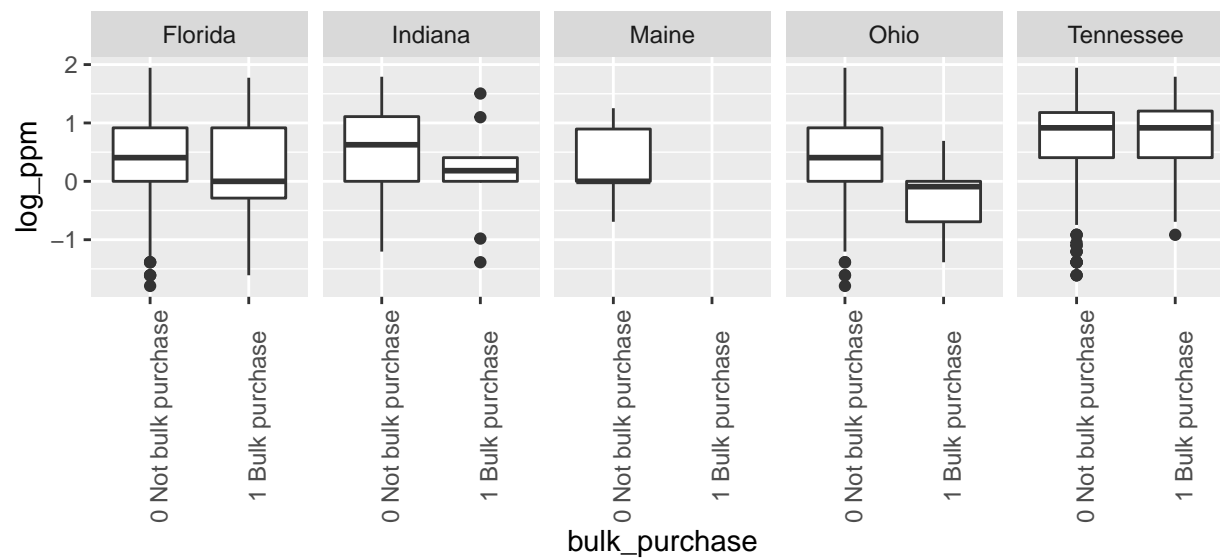 Florida
Indiana
Maine
Ohio
Tennessee
2
1
0
−1
log_ppm
0 Not bulk purchase
1 Bulk purchase
0 Not bulk purchase
1 Bulk purchase
0 Not bulk purchase
1 Bulk purchase
0 Not bulk purchase
1 Bulk purchase
0 Not bulk purchase
1 Bulk purchase
bulk_purchase